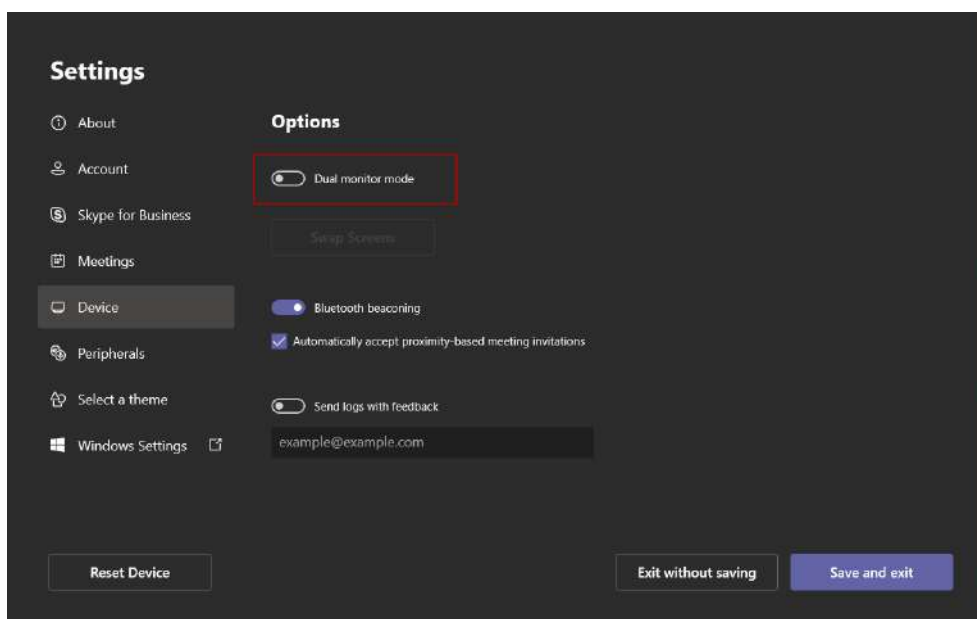 Settings
About
Account
Skype for Business
Meetings
Device
Peripherals
Select a theme
Windows Settings
Options
Dual monitor mode
Swap Screens
Bluetooth beaconing
Automatically accept proximity-based meeting invitations
Send logs with feedback
example@example.com
Reset Device
Exit without saving
Save and exit